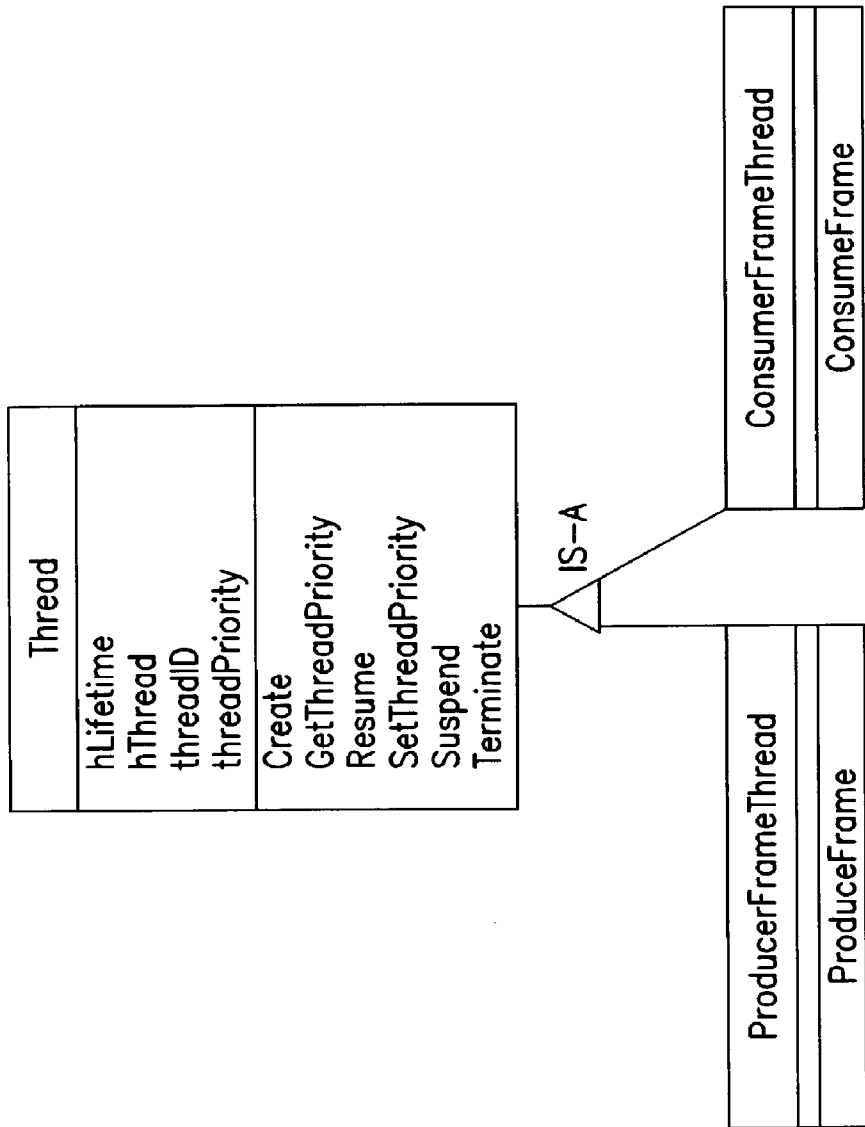 Thread
hLifetime
hThread
threadID
threadPriority
Create
GetThreadPriority
Resume
SetThreadPriority
Suspend
Terminate
IS-A
ProducerFrameThread
ProduceFrame
ConsumerFrameThread
ConsumeFrame